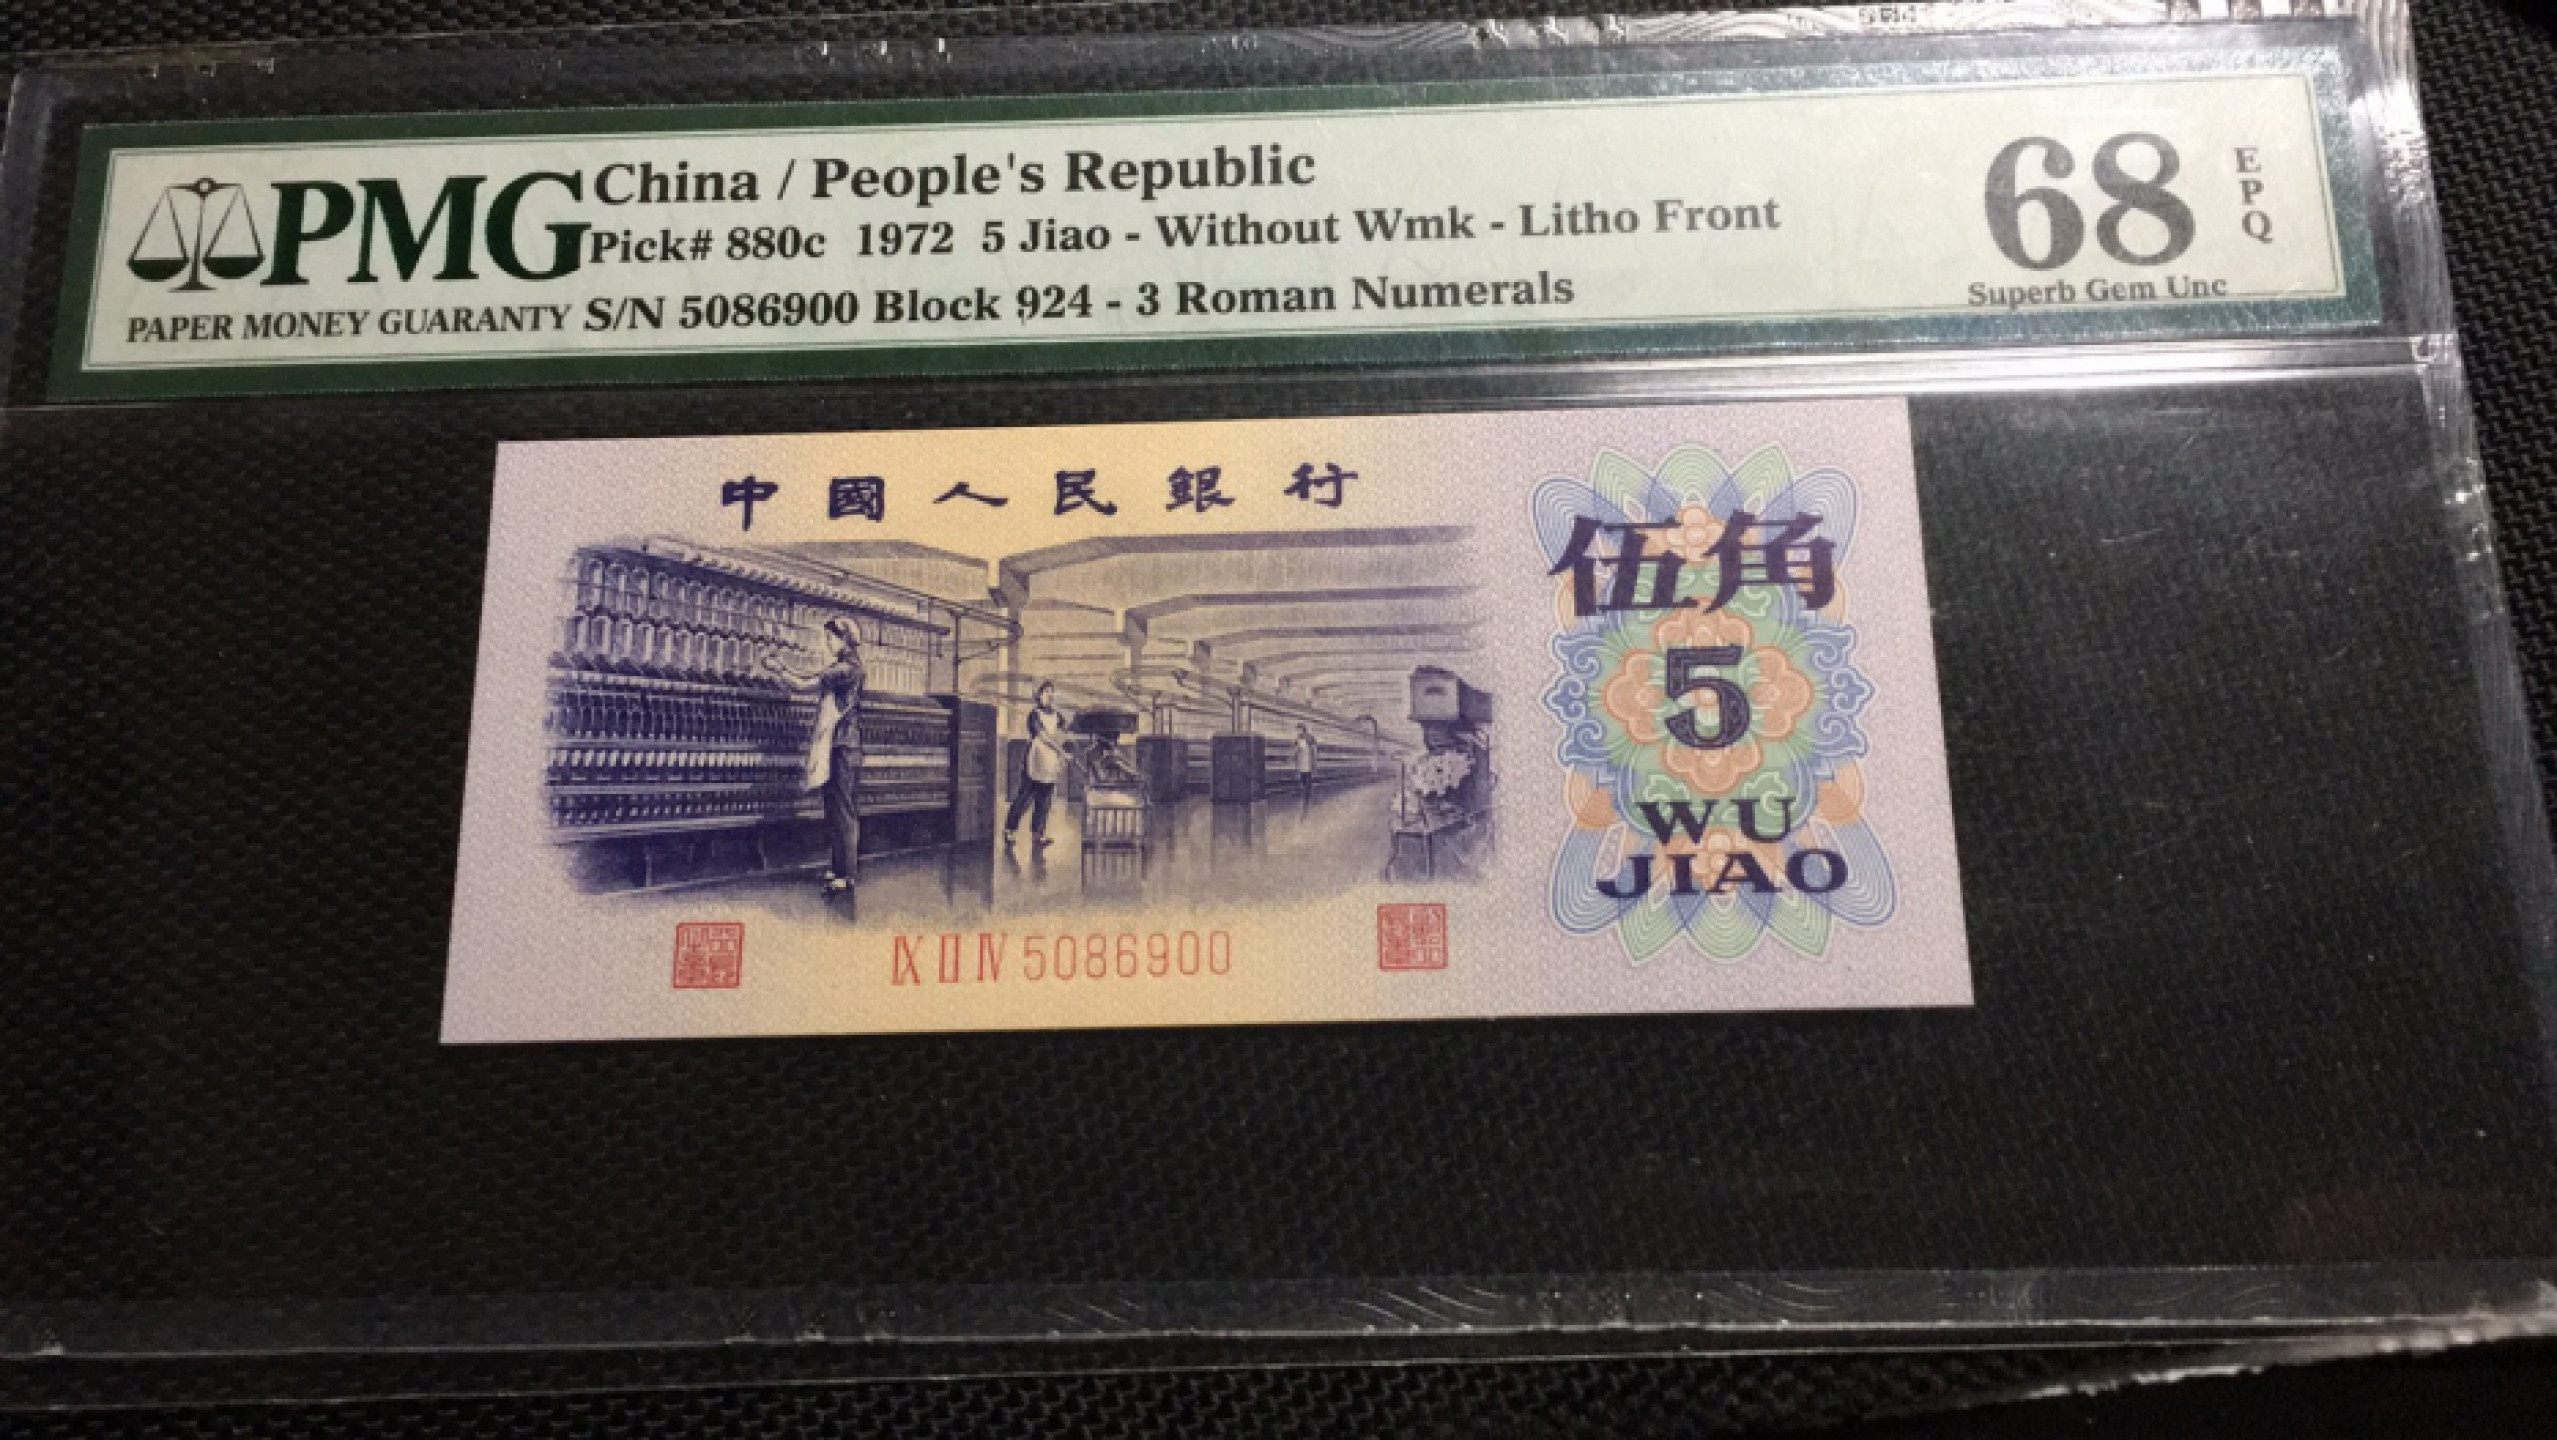 PMG
PAPER MONEY GUARANTY
China / People's Republic
Pick# 880c 1972 5 Jiao - Without Wmk - Litho Front
S/N 5086900 Block 924 - 3 Roman Numerals
68
EPQ
Superb Gem Unc
中國人民銀行
伍角
5
WU
JIAO
IX II IV 5086900